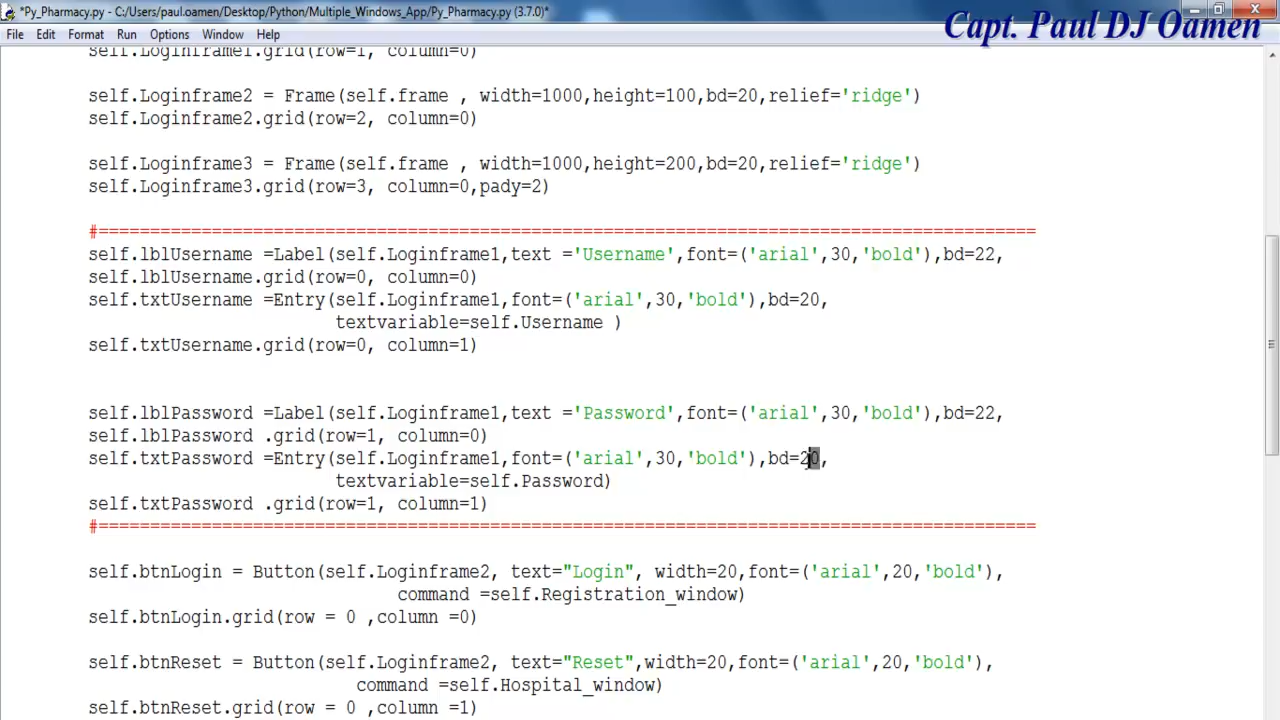 *Py_Pharmacy.py - C:/Users/paul.oamen/Desktop/Python/Multiple_Windows_App/Py_Pharmacy.py (3.7.0)*
Capt. Paul DJ Oamen
File Edit Format Run Options Window Help
self.Loginframe1.grid(row=1, column=0)
self.Loginframe2 = Frame(self.frame , width=1000,height=100,bd=20,relief='ridge')
self.Loginframe2.grid(row=2, column=0)
self.Loginframe3 = Frame(self.frame , width=1000,height=200,bd=20,relief='ridge')
self.Loginframe3.grid(row=3, column=0,pady=2)
#===========================================================================================
self.lblUsername =Label(self.Loginframe1,text ='Username',font=('arial',30,'bold'),bd=22,
self.lblUsername.grid(row=0, column=0)
self.txtUsername =Entry(self.Loginframe1,font=('arial',30,'bold'),bd=20,
textvariable=self.Username )
self.txtUsername.grid(row=0, column=1)
self.lblPassword =Label(self.Loginframe1,text ='Password',font=('arial',30,'bold'),bd=22,
self.lblPassword .grid(row=1, column=0)
self.txtPassword =Entry(self.Loginframe1,font=('arial',30,'bold'),bd=20,
textvariable=self.Password)
self.txtPassword .grid(row=1, column=1)
#===========================================================================================
self.btnLogin = Button(self.Loginframe2, text="Login", width=20,font=('arial',20,'bold'),
command =self.Registration_window)
self.btnLogin.grid(row = 0 ,column =0)
self.btnReset = Button(self.Loginframe2, text="Reset",width=20,font=('arial',20,'bold'),
command =self.Hospital_window)
self.btnReset.grid(row = 0 ,column =1)